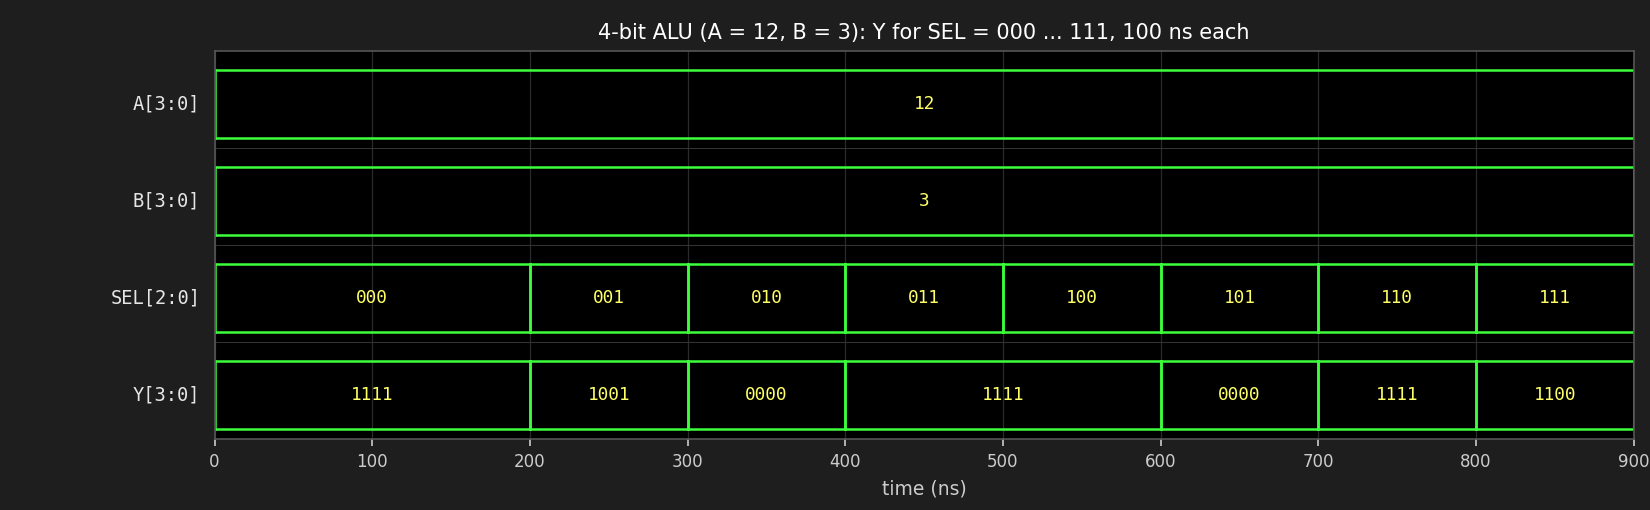 4-bit ALU (A = 12, B = 3): Y for SEL = 000 ... 111, 100 ns each
A[3:0] 12
B[3:0] 3
SEL[2:0] 000 001 010 011 100 101 110 111
Y[3:0] 1111 1001 0000 1111 0000 1111 1100
0 100 200 300 400 500 600 700 800 900
time (ns)